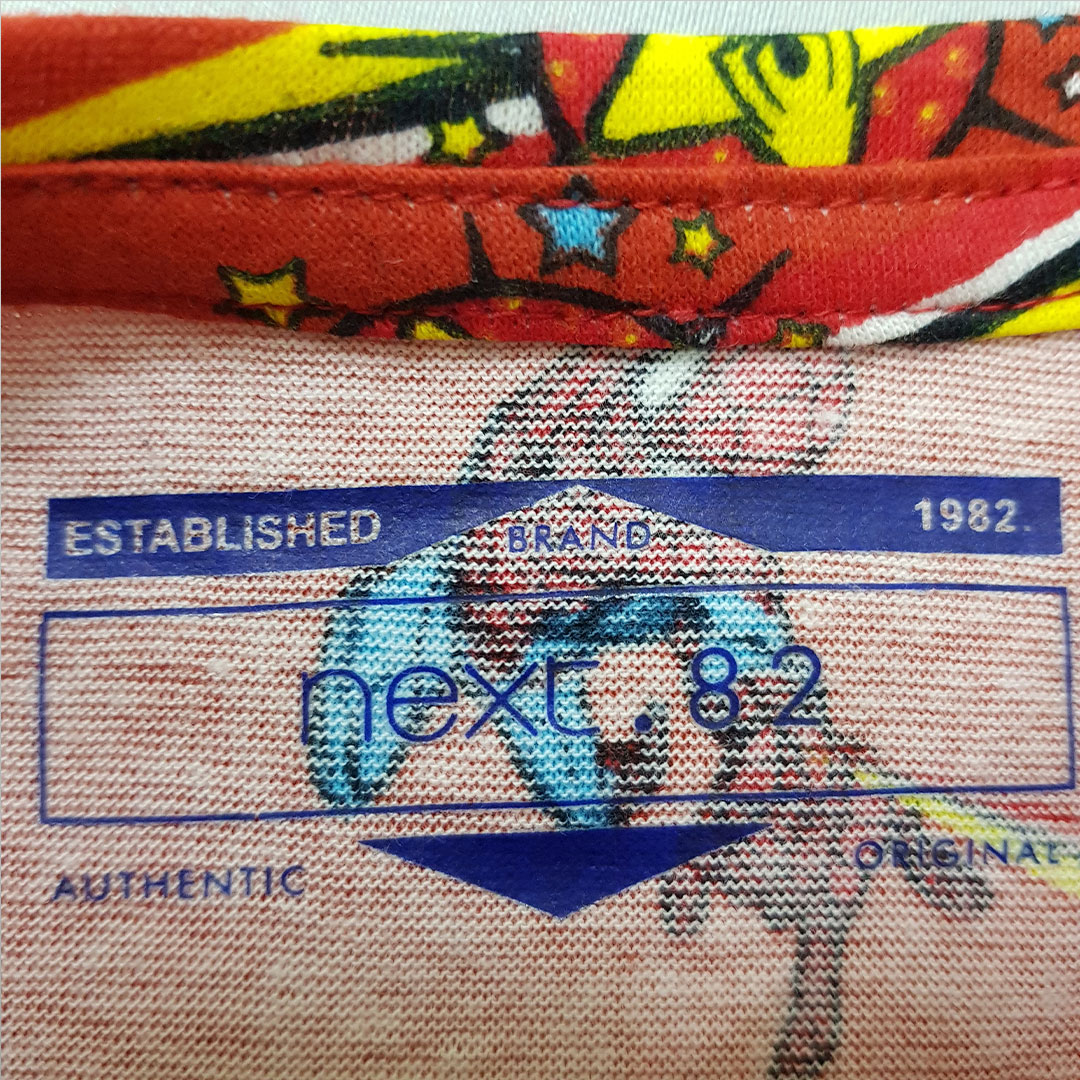 ESTABLISHED BRAND 1982.
next.82
AUTHENTIC ORIGINAL